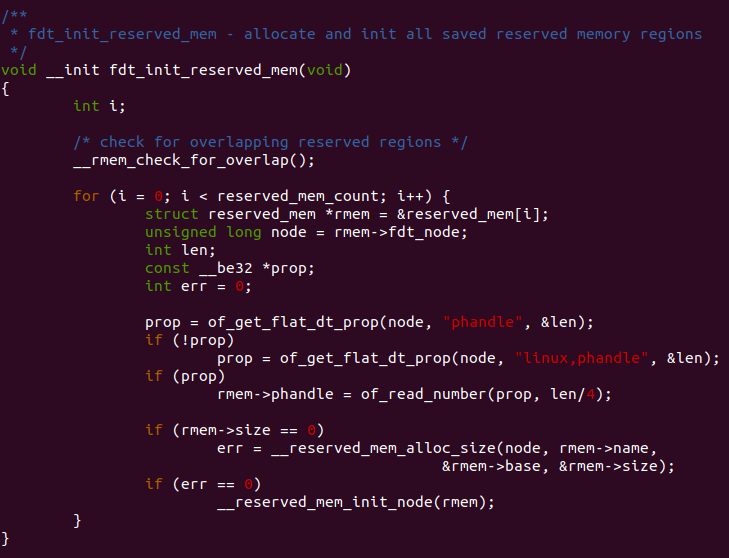 /**
 * fdt_init_reserved_mem - allocate and init all saved reserved memory regions
 */
void __init fdt_init_reserved_mem(void)
{
        int i;

        /* check for overlapping reserved regions */
        __rmem_check_for_overlap();

        for (i = 0; i < reserved_mem_count; i++) {
                struct reserved_mem *rmem = &reserved_mem[i];
                unsigned long node = rmem->fdt_node;
                int len;
                const __be32 *prop;
                int err = 0;

                prop = of_get_flat_dt_prop(node, "phandle", &len);
                if (!prop)
                        prop = of_get_flat_dt_prop(node, "linux,phandle", &len);
                if (prop)
                        rmem->phandle = of_read_number(prop, len/4);

                if (rmem->size == 0)
                        err = __reserved_mem_alloc_size(node, rmem->name,
                                                 &rmem->base, &rmem->size);
                if (err == 0)
                        __reserved_mem_init_node(rmem);
        }
}